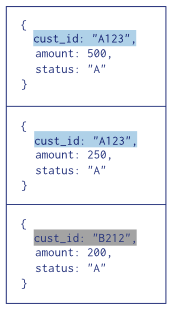 {
cust_id: "A123",
amount: 500,
status: "A"
}
{
cust_id: "A123",
amount: 250,
status: "A"
}
{
cust_id: "B212",
amount: 200,
status: "A"
}